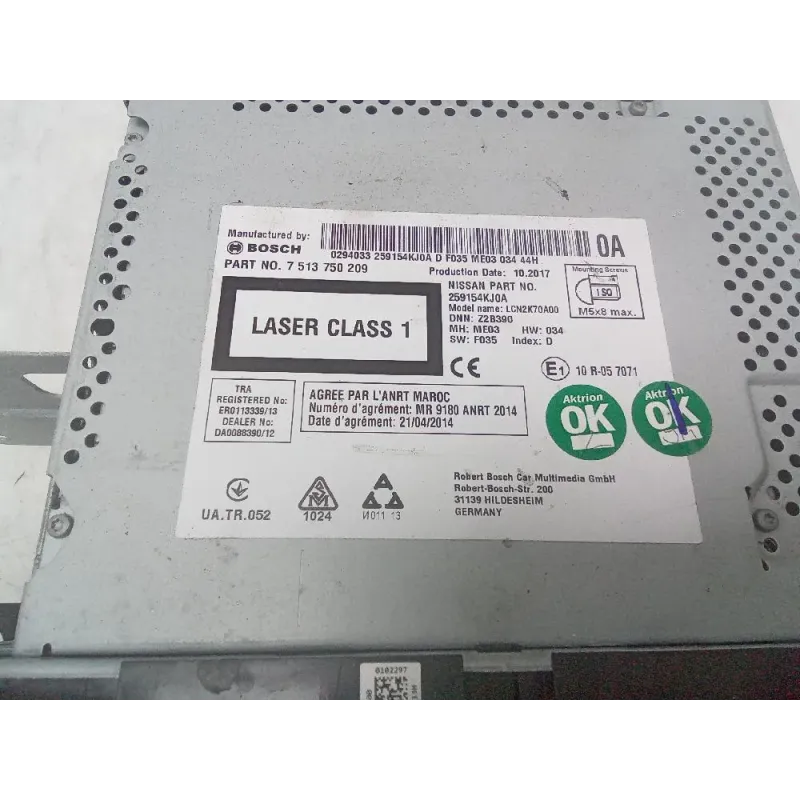 Manufactured by:
BOSCH
0294033 259154KJ0A D F035 ME03 034 44H
0A
PART NO. 7 513 750 209
Production Date: 10.2017
Mounting Screws
ISO
M5x8 max.
NISSAN PART NO.
259154KJ0A
Model name: LCN2K70A00
DNN: Z2B390
MH: ME03 HW: 034
SW: F035 Index: D
LASER CLASS 1
CE
E1 10 R-05 7071
TRA
REGISTERED No:
ER0113339/13
DEALER No:
DA0088390/12
AGREE PAR L'ANRT MAROC
Numéro d'agrément: MR 9180 ANRT 2014
Date d'agrément: 21/04/2014
Aktrion
OK
Aktrion
OK
UA.TR.052
1024
И011 13
Robert Bosch Car Multimedia GmbH
Robert-Bosch-Str. 200
31139 HILDESHEIM
GERMANY
0102297